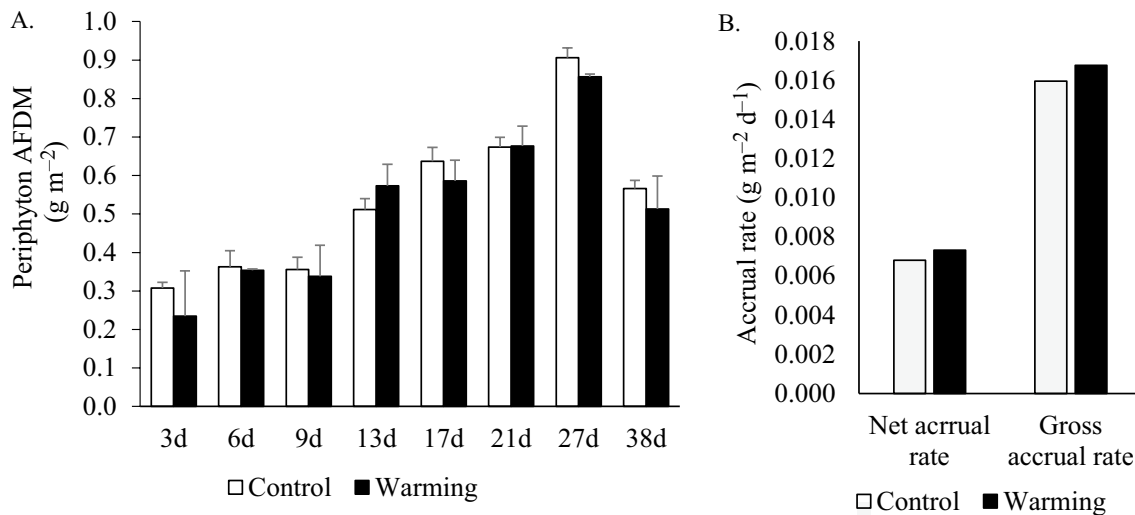 A.
Periphyton AFDM
(g m⁻²)
1.0
0.9
0.8
0.7
0.6
0.5
0.4
0.3
0.2
0.1
0.0
3d 6d 9d 13d 17d 21d 27d 38d
Control Warming
B.
Accrual rate (g m⁻² d⁻¹)
0.018
0.016
0.014
0.012
0.010
0.008
0.006
0.004
0.002
0.000
Net acrrual
rate
Gross
accrual rate
Control Warming